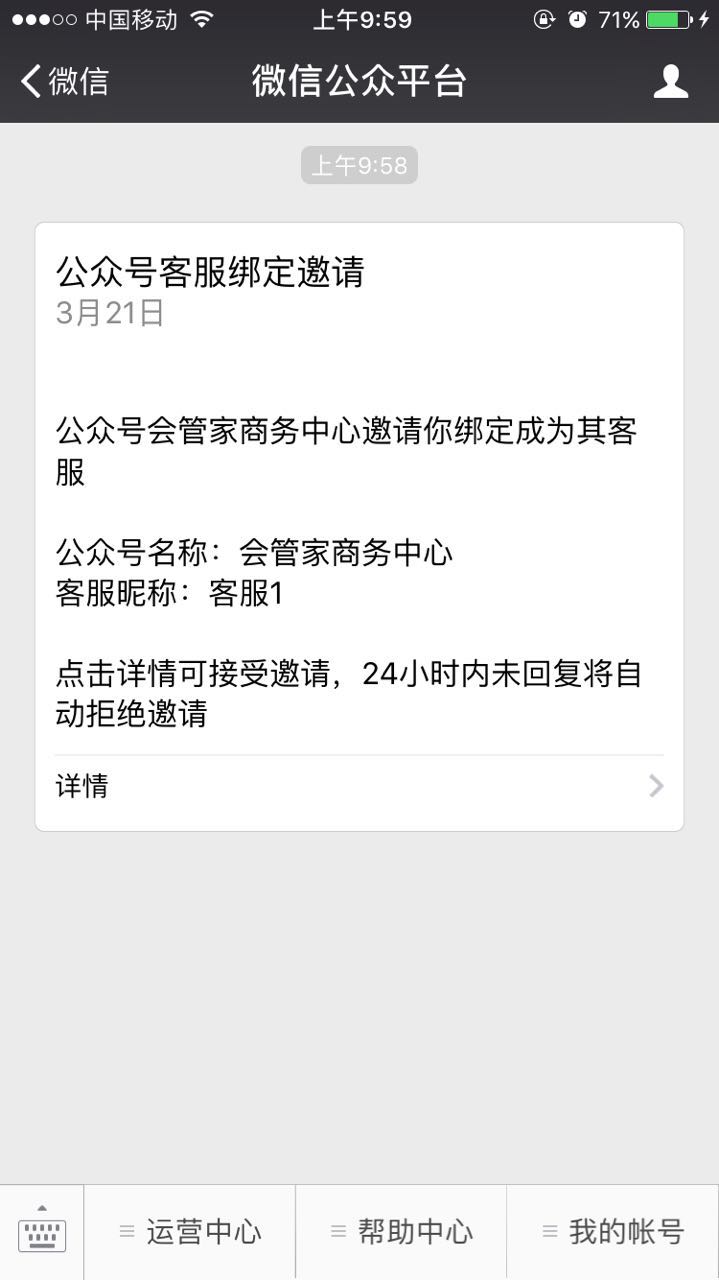 中国移动 上午9:59 71%
微信 微信公众平台
上午9:58
公众号客服绑定邀请
3月21日
公众号会管家商务中心邀请你绑定成为其客
服
公众号名称：会管家商务中心
客服昵称：客服1
点击详情可接受邀请，24小时内未回复将自
动拒绝邀请
详情
运营中心 帮助中心 我的帐号